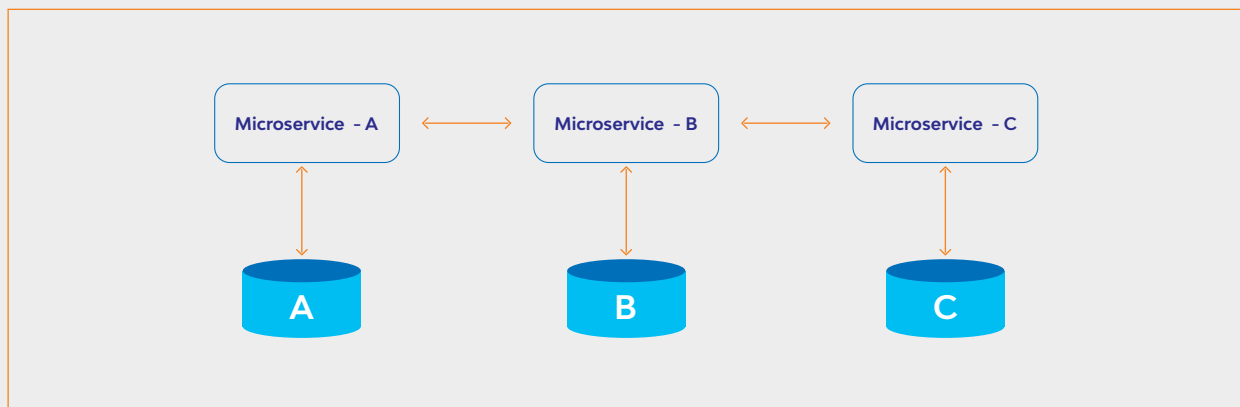 Microservice - A
Microservice - B
Microservice - C
A
B
C